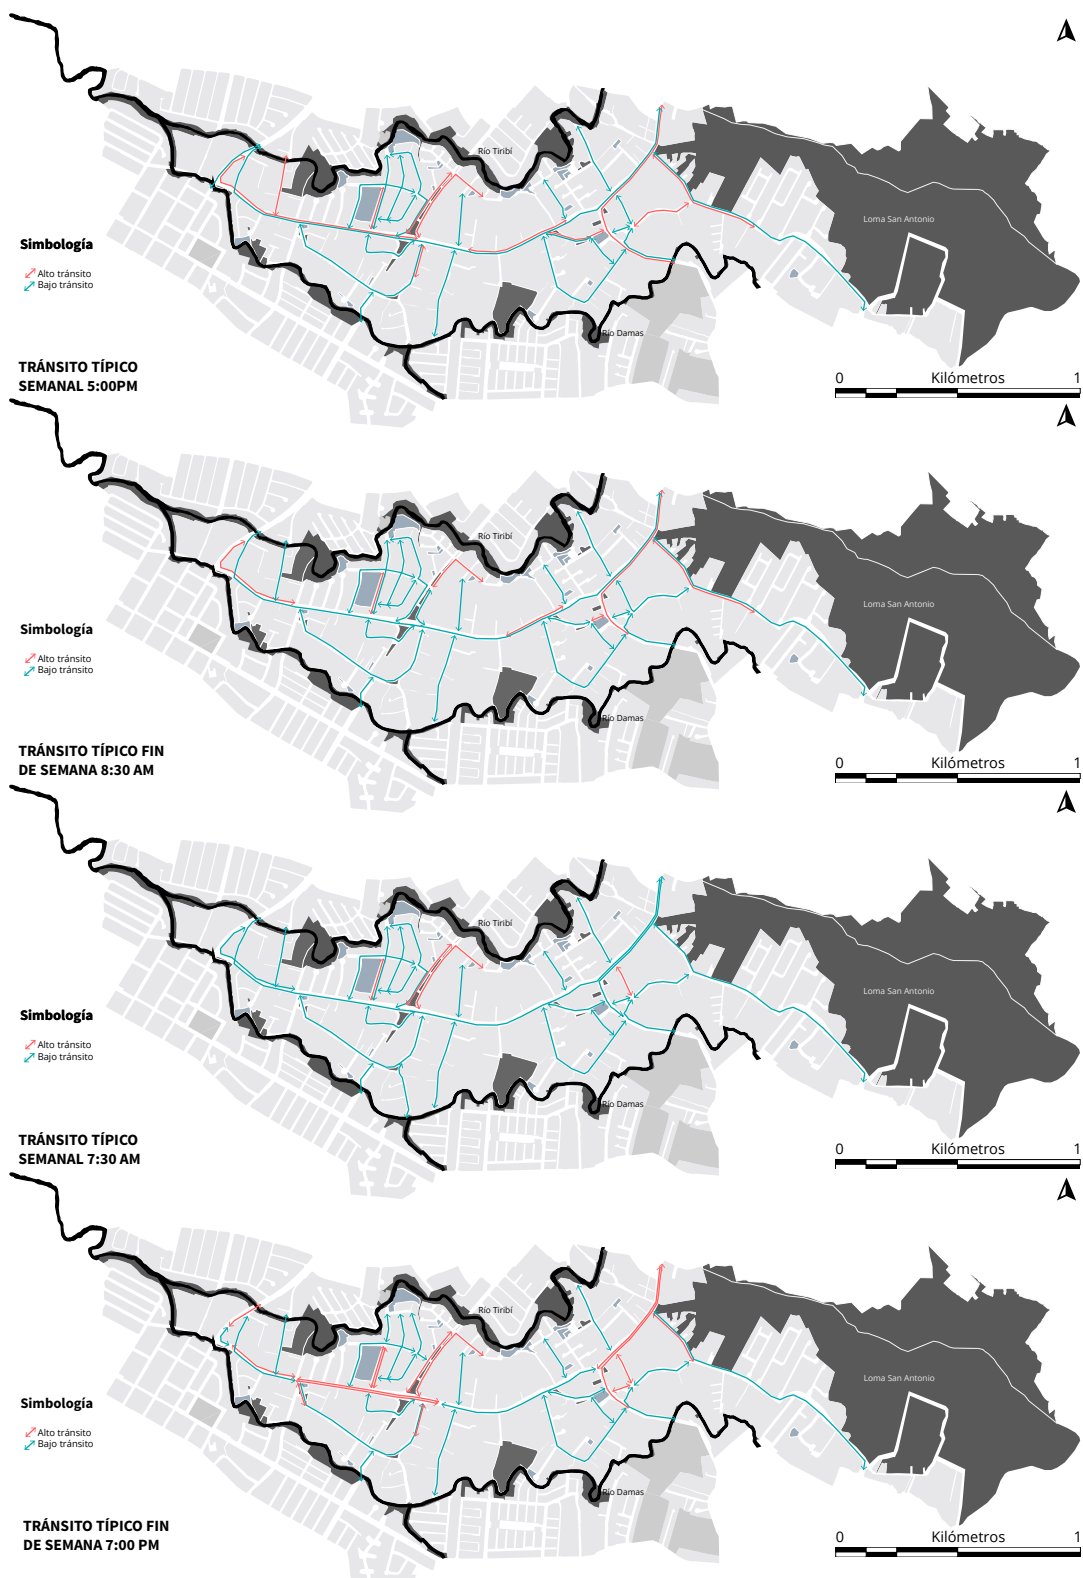 Río Tiribí
Loma San Antonio
Simbología
Alto tránsito
Bajo tránsito
Río Damas
TRÁNSITO TÍPICO
SEMANAL 5:00PM
0 Kilómetros 1
Río Tiribí
Loma San Antonio
Simbología
Alto tránsito
Bajo tránsito
Río Damas
TRÁNSITO TÍPICO FIN
DE SEMANA 8:30 AM
0 Kilómetros 1
Río Tiribí
Loma San Antonio
Simbología
Alto tránsito
Bajo tránsito
Río Damas
TRÁNSITO TÍPICO
SEMANAL 7:30 AM
0 Kilómetros 1
Río Tiribí
Loma San Antonio
Simbología
Alto tránsito
Bajo tránsito
Río Damas
TRÁNSITO TÍPICO FIN
DE SEMANA 7:00 PM
0 Kilómetros 1